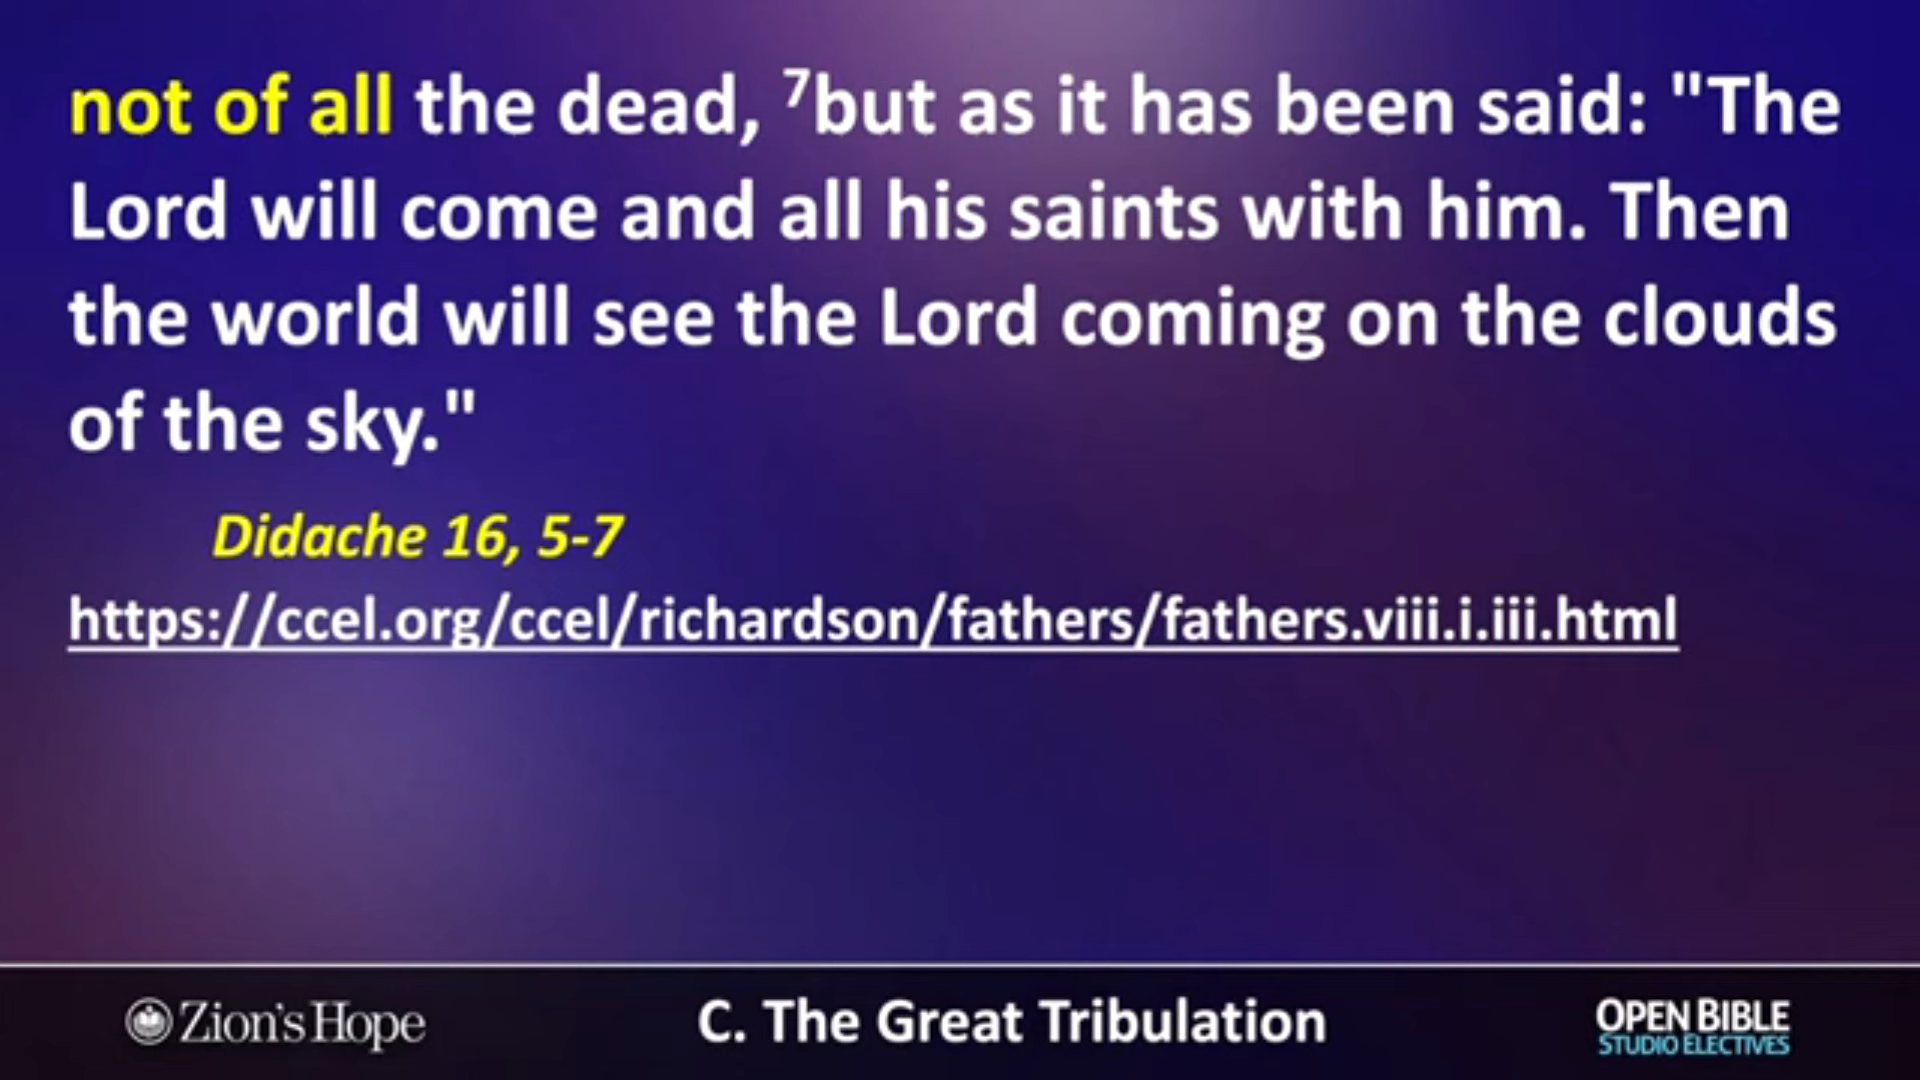 not of all the dead, ⁷but as it has been said: "The
Lord will come and all his saints with him. Then
the world will see the Lord coming on the clouds
of the sky."
Didache 16, 5-7
https://ccel.org/ccel/richardson/fathers/fathers.viii.i.iii.html
Zion's Hope
C. The Great Tribulation
OPEN BIBLE
STUDIO ELECTIVES